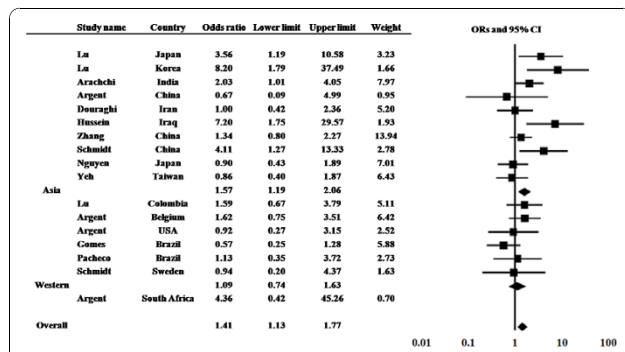 Study name Country Odds ratio Lower limit Upper limit Weight ORs and 95% CI
Lu Japan 3.56 1.19 10.58 3.23
Lu Korea 8.20 1.79 37.49 1.66
Arachchi India 2.03 1.01 4.05 7.97
Argent China 0.67 0.09 4.99 0.95
Douraghi Iran 1.00 0.42 2.36 5.20
Hussein Iraq 7.20 1.75 29.57 1.93
Zhang China 1.34 0.80 2.27 13.94
Schmidt China 4.11 1.27 13.33 2.78
Nguyen Japan 0.90 0.43 1.89 7.01
Yeh Taiwan 0.86 0.40 1.87 6.43
Asia 1.57 1.19 2.06
Lu Colombia 1.59 0.67 3.79 5.11
Argent Belgium 1.62 0.75 3.51 6.42
Argent USA 0.92 0.27 3.15 2.52
Gomes Brazil 0.57 0.25 1.28 5.88
Pacheco Brazil 1.13 0.35 3.72 2.73
Schmidt Sweden 0.94 0.20 4.37 1.63
Western 1.09 0.74 1.63
Argent South Africa 4.36 0.42 45.26 0.70
Overall 1.41 1.13 1.77
0.01 0.1 1 10 100